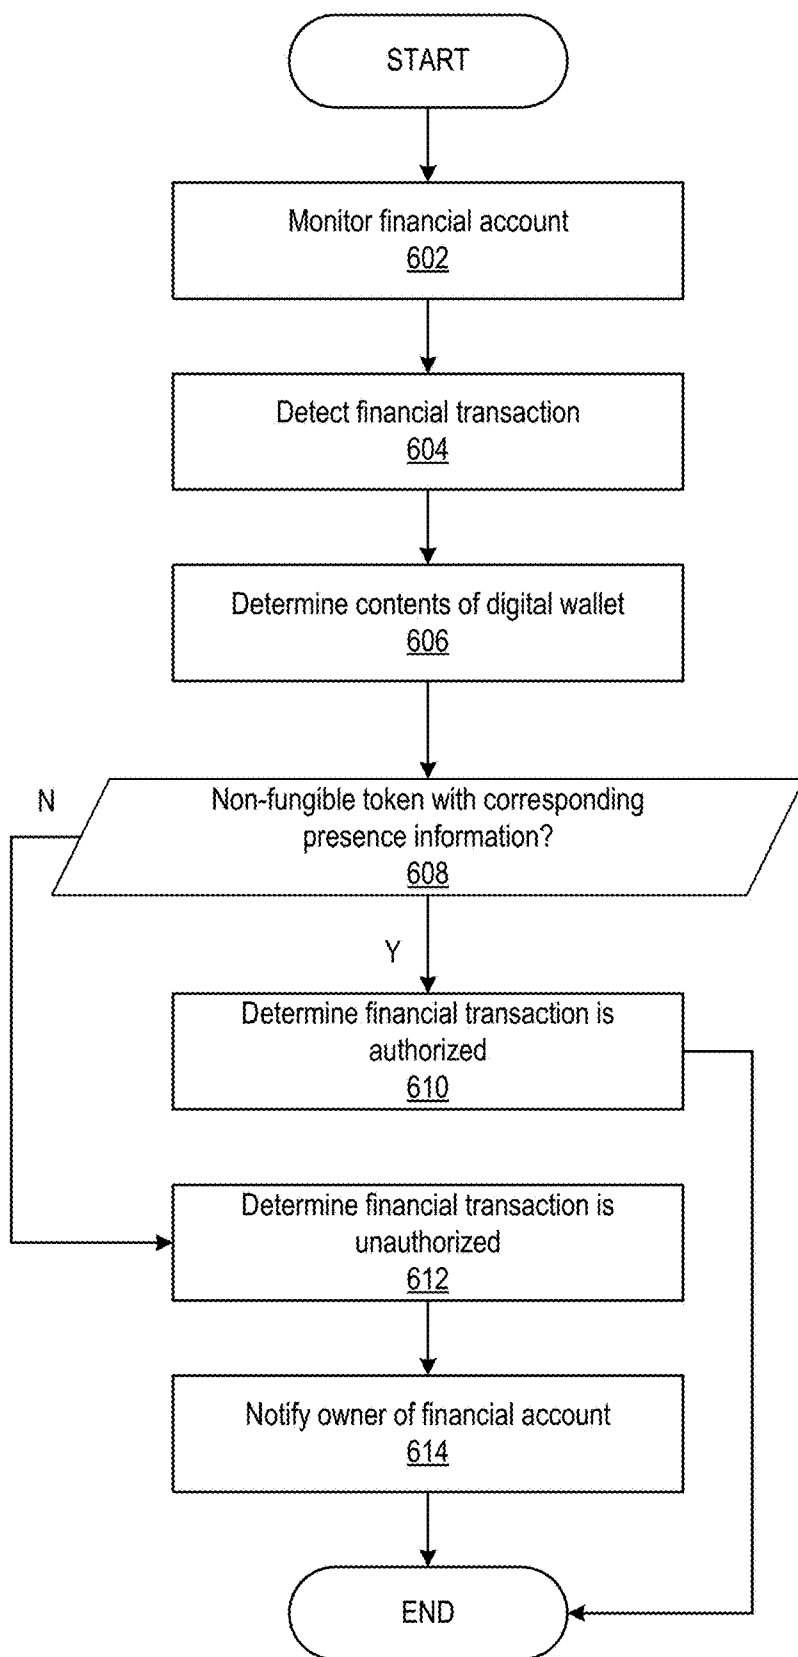 START
Monitor financial account
602
Detect financial transaction
604
Determine contents of digital wallet
606
N
Non-fungible token with corresponding
presence information?
608
Y
Determine financial transaction is
authorized
610
Determine financial transaction is
unauthorized
612
Notify owner of financial account
614
END